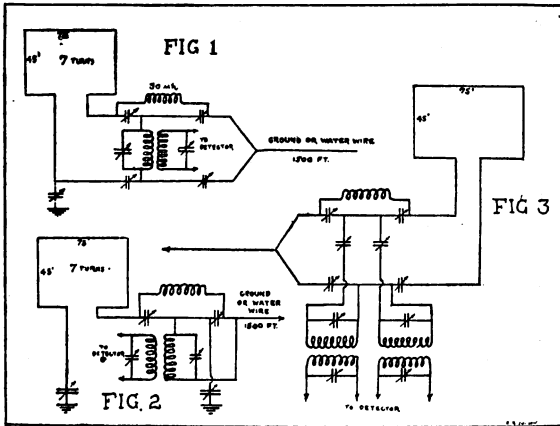 FIG 1
45'
7 TURNS
50 mh
TO
DETECTOR
GROUND OR WATER WIRE
1500 FT.
75'
45'
FIG 3
75'
45'
7 TURNS
GROUND
OR WATER
WIRE
1500 FT.
TO
DETECTOR
FIG. 2
TO DETECTOR